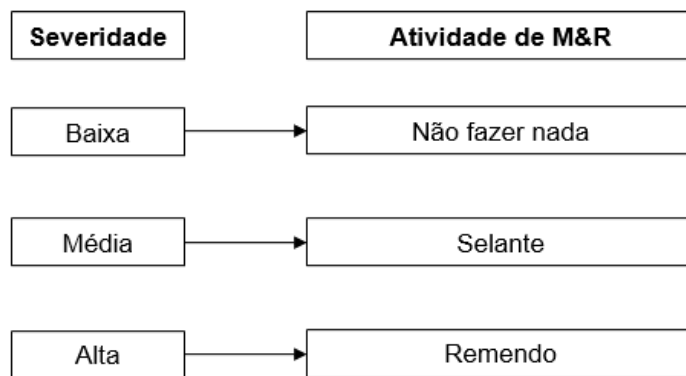 Severidade
Atividade de M&R
Baixa
Não fazer nada
Média
Selante
Alta
Remendo